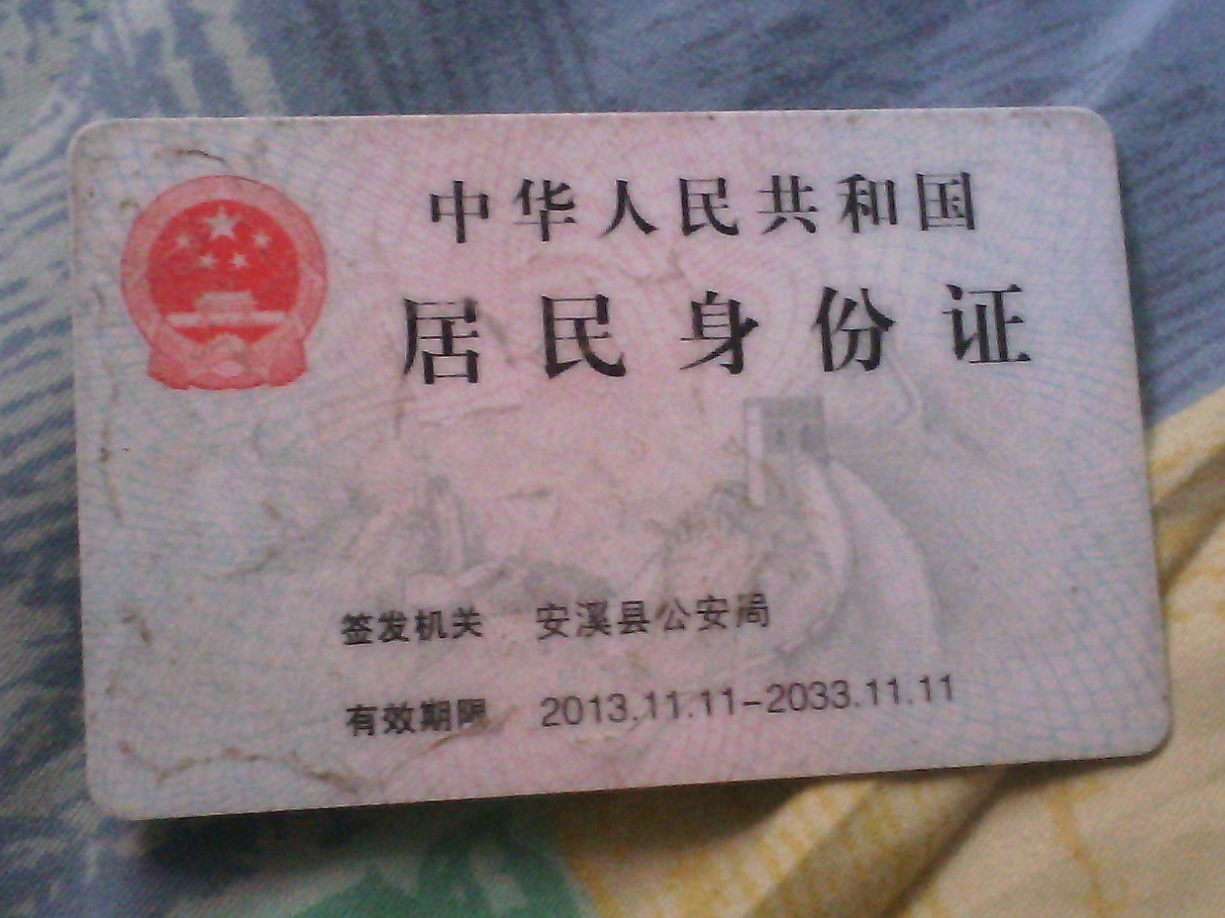 中华人民共和国
居民身份证
签发机关 安溪县公安局
有效期限 2013.11.11-2033.11.11